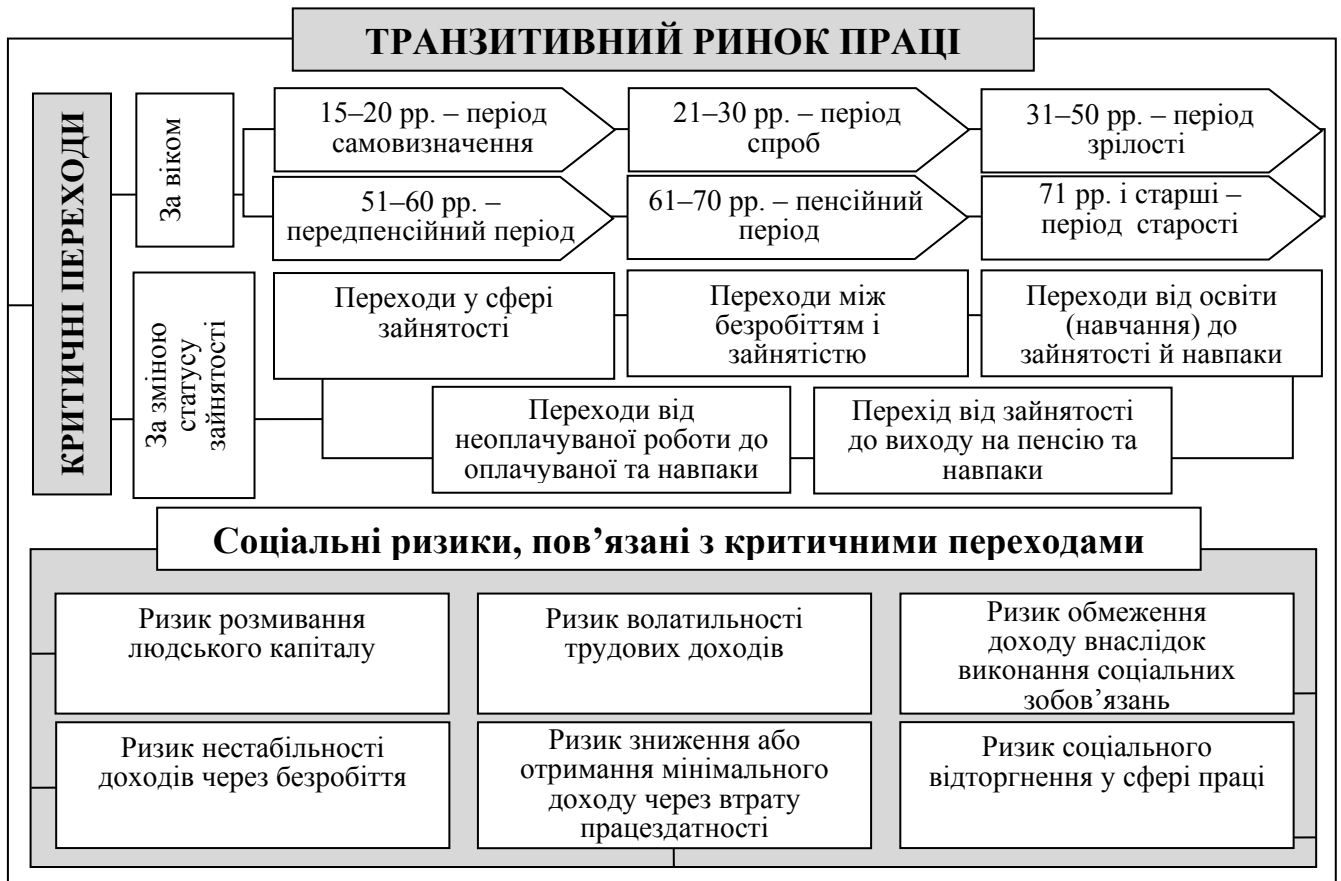 ТРАНЗИТИВНИЙ РИНОК ПРАЦІ
КРИТИЧНІ ПЕРЕХОДИ
За віком
15–20 рр. – період
самовизначення
21–30 рр. – період
спроб
31–50 рр. – період
зрілості
51–60 рр. –
передпенсійний період
61–70 рр. – пенсійний
період
71 рр. і старші –
період старості
За зміною
статусу
зайнятості
Переходи у сфері
зайнятості
Переходи між
безробіттям і
зайнятістю
Переходи від освіти
(навчання) до
зайнятості й навпаки
Переходи від
неоплачуваної роботи до
оплачуваної та навпаки
Перехід від зайнятості
до виходу на пенсію та
навпаки
Соціальні ризики, пов’язані з критичними переходами
Ризик розмивання
людського капіталу
Ризик волатильності
трудових доходів
Ризик обмеження
доходу внаслідок
виконання соціальних
зобов’язань
Ризик нестабільності
доходів через безробіття
Ризик зниження або
отримання мінімального
доходу через втрату
працездатності
Ризик соціального
відторгнення у сфері праці